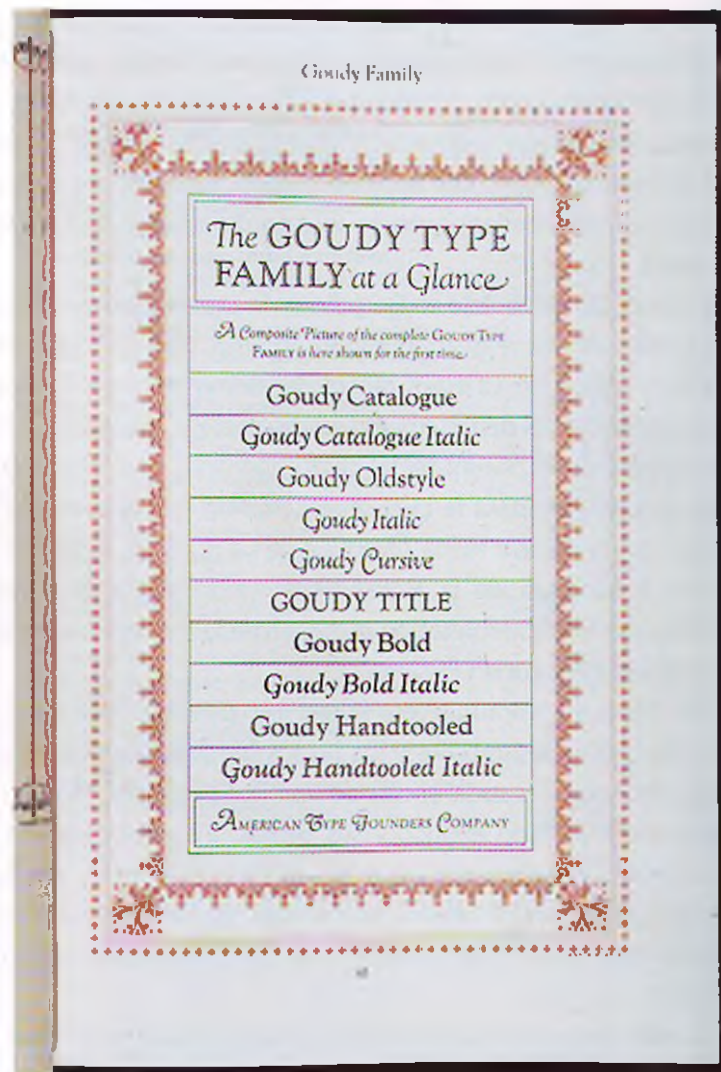 Goudy Family
The GOUDY TYPE
FAMILY at a Glance
A Composite Picture of the complete GOUDY TYPE
FAMILY is here shown for the first time
Goudy Catalogue
Goudy Catalogue Italic
Goudy Oldstyle
Goudy Italic
Goudy Cursive
GOUDY TITLE
Goudy Bold
Goudy Bold Italic
Goudy Handtooled
Goudy Handtooled Italic
AMERICAN TYPE FOUNDERS COMPANY